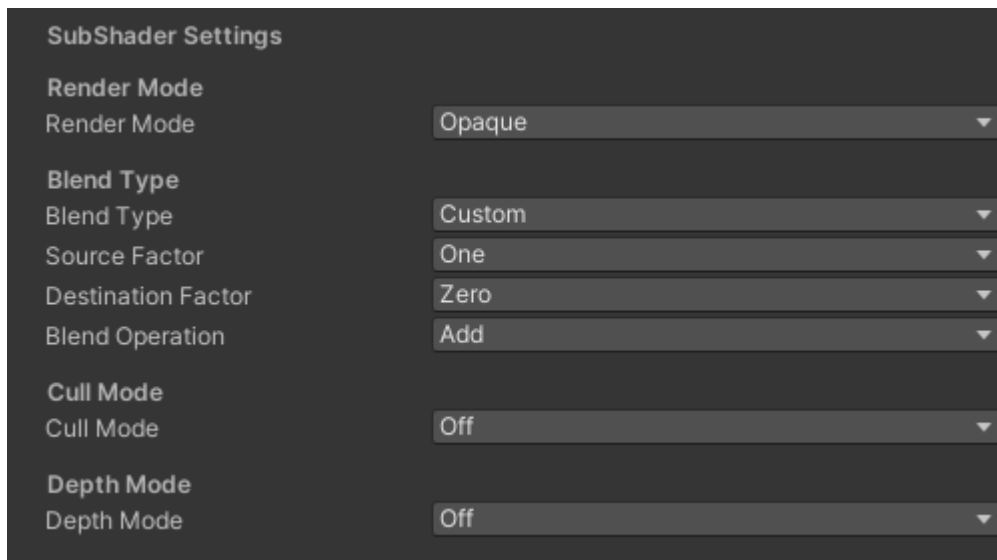 SubShader Settings
Render Mode
Render Mode Opaque
Blend Type
Blend Type Custom
Source Factor One
Destination Factor Zero
Blend Operation Add
Cull Mode
Cull Mode Off
Depth Mode
Depth Mode Off